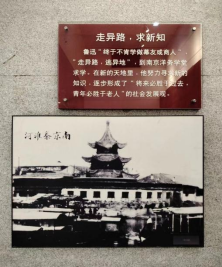 走异路，求新知
鲁迅“终于不肯学做幕友或商人”，
“走异路，逃异地”，到南京洋务学堂
求学，在新的天地里，他努力寻求新的
知识，逐步形成了“将来必胜于过去，
青年必胜于老人”的社会发展观。
河淮秦京南